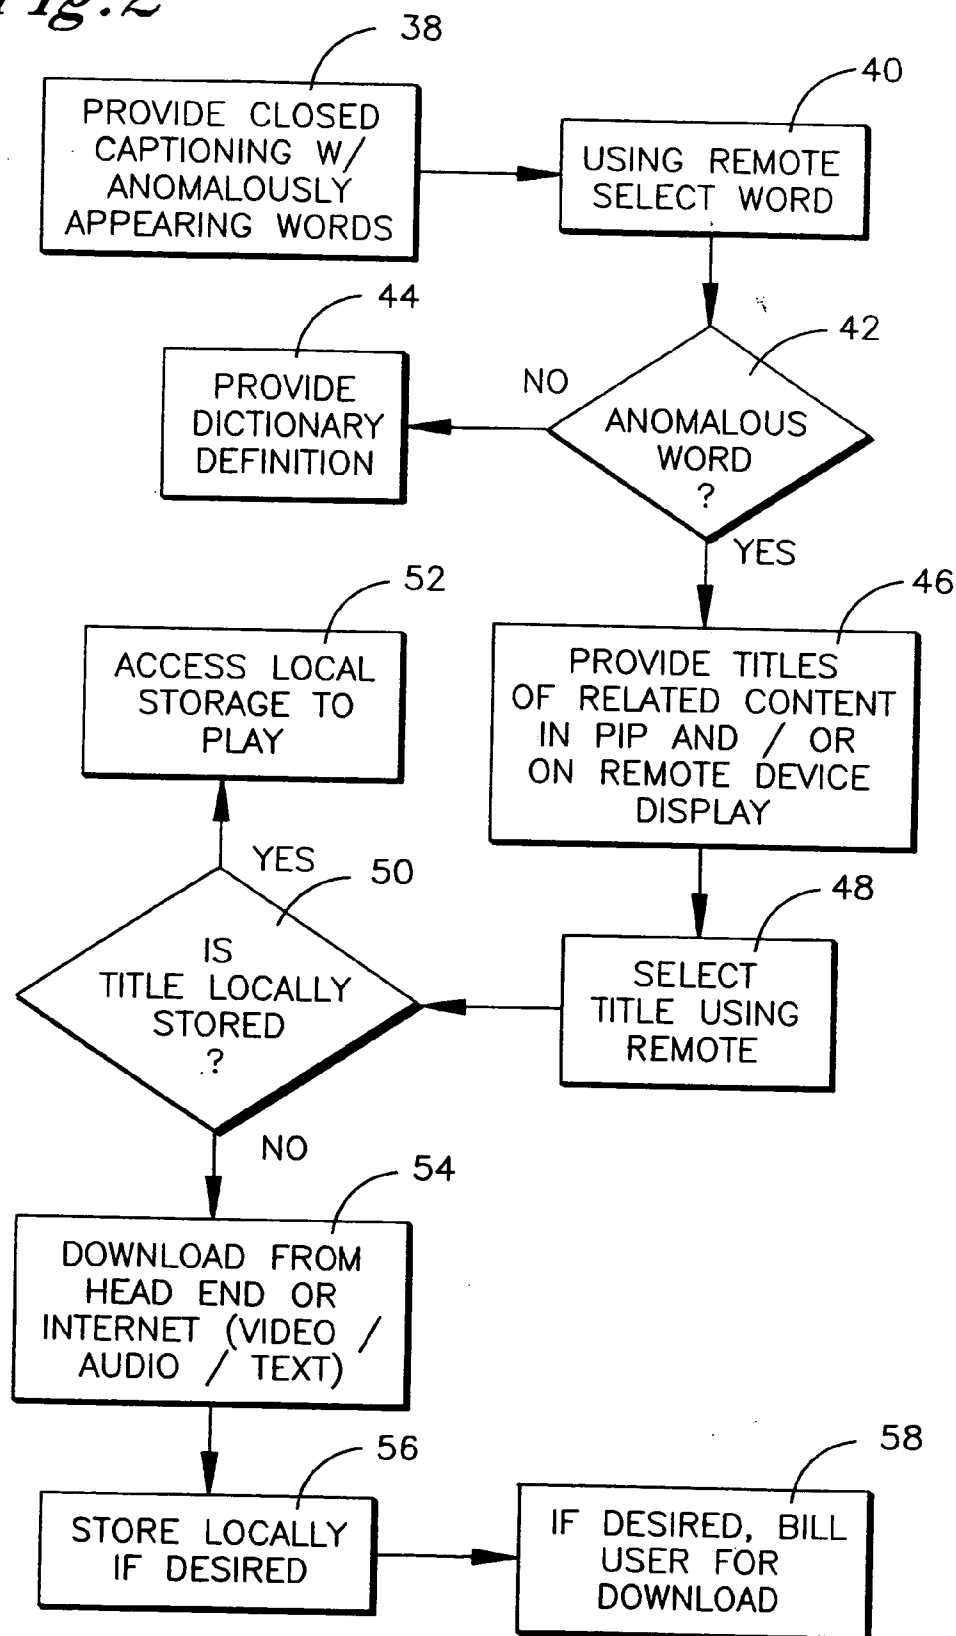 Fig.2
38
PROVIDE CLOSED
CAPTIONING W/
ANOMALOUSLY
APPEARING WORDS
40
USING REMOTE
SELECT WORD
42
ANOMALOUS
WORD
?
NO
YES
44
PROVIDE
DICTIONARY
DEFINITION
46
PROVIDE TITLES
OF RELATED CONTENT
IN PIP AND / OR
ON REMOTE DEVICE
DISPLAY
48
SELECT
TITLE USING
REMOTE
50
IS
TITLE LOCALLY
STORED
?
YES
NO
52
ACCESS LOCAL
STORAGE TO
PLAY
54
DOWNLOAD FROM
HEAD END OR
INTERNET (VIDEO /
AUDIO / TEXT)
56
STORE LOCALLY
IF DESIRED
58
IF DESIRED, BILL
USER FOR
DOWNLOAD